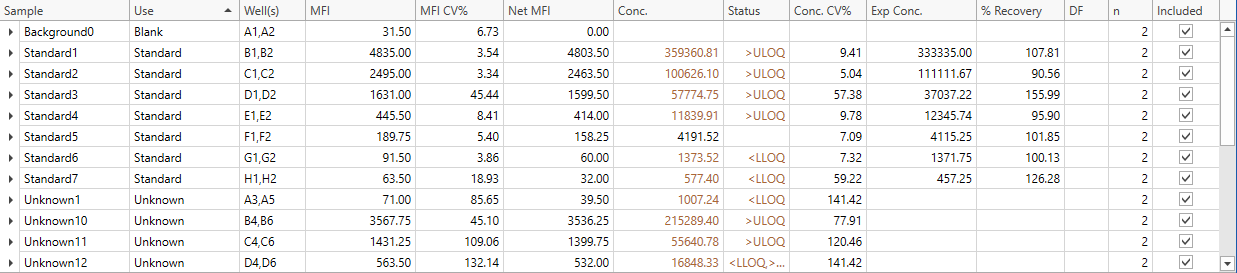 Sample Use Well(s) MFI MFI CV% Net MFI Conc. Status Conc. CV% Exp Conc. % Recovery DF n Included
Background0 Blank A1,A2 31.50 6.73 0.00 2
Standard1 Standard B1,B2 4835.00 3.54 4803.50 359360.81 >ULOQ 9.41 333335.00 107.81 2
Standard2 Standard C1,C2 2495.00 3.34 2463.50 100626.10 >ULOQ 5.04 111111.67 90.56 2
Standard3 Standard D1,D2 1631.00 45.44 1599.50 57774.75 >ULOQ 57.38 37037.22 155.99 2
Standard4 Standard E1,E2 445.50 8.41 414.00 11839.91 >ULOQ 9.78 12345.74 95.90 2
Standard5 Standard F1,F2 189.75 5.40 158.25 4191.52 7.09 4115.25 101.85 2
Standard6 Standard G1,G2 91.50 3.86 60.00 1373.52 <LLOQ 7.32 1371.75 100.13 2
Standard7 Standard H1,H2 63.50 18.93 32.00 577.40 <LLOQ 59.22 457.25 126.28 2
Unknown1 Unknown A3,A5 71.00 85.65 39.50 1007.24 <LLOQ 141.42 2
Unknown10 Unknown B4,B6 3567.75 45.10 3536.25 215289.40 >ULOQ 77.91 2
Unknown11 Unknown C4,C6 1431.25 109.06 1399.75 55640.78 >ULOQ 120.46 2
Unknown12 Unknown D4,D6 563.50 132.14 532.00 16848.33 <LLOQ,>... 141.42 2